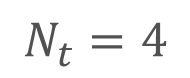 $N_t = 4$